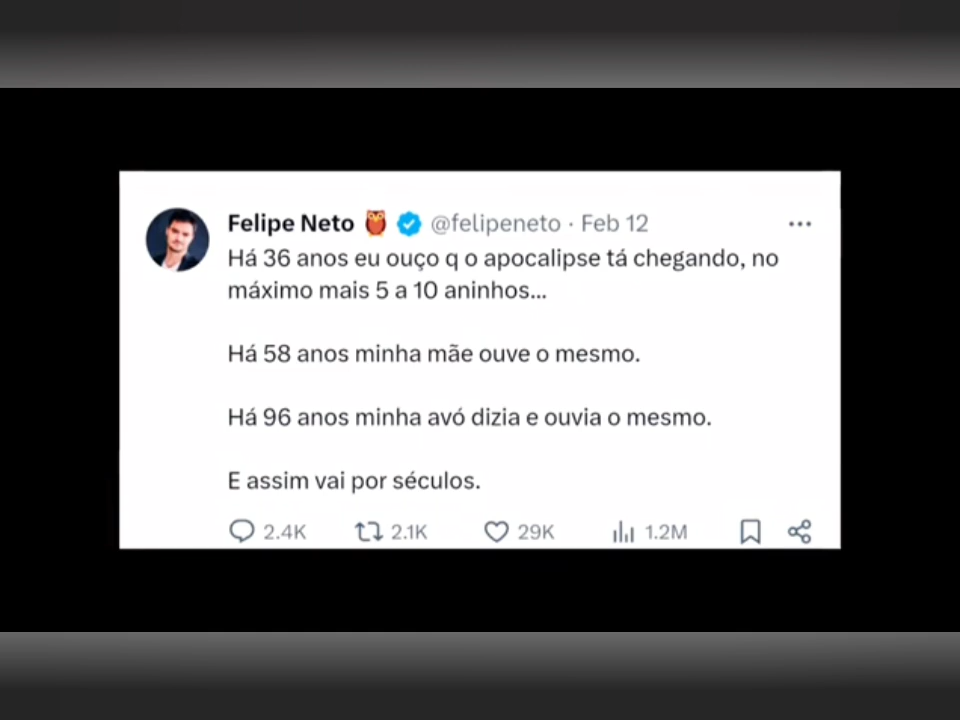 Felipe Neto 🦉 @felipeneto · Feb 12
Há 36 anos eu ouço q o apocalipse tá chegando, no
máximo mais 5 a 10 aninhos...
Há 58 anos minha mãe ouve o mesmo.
Há 96 anos minha avó dizia e ouvia o mesmo.
E assim vai por séculos.
2.4K 2.1K 29K 1.2M